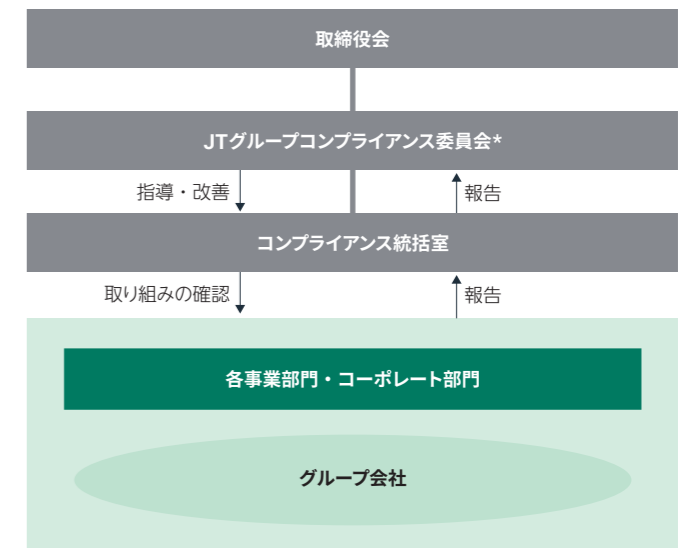 取締役会
JTグループコンプライアンス委員会*
指導・改善
報告
コンプライアンス統括室
取り組みの確認
報告
各事業部門・コーポレート部門
グループ会社